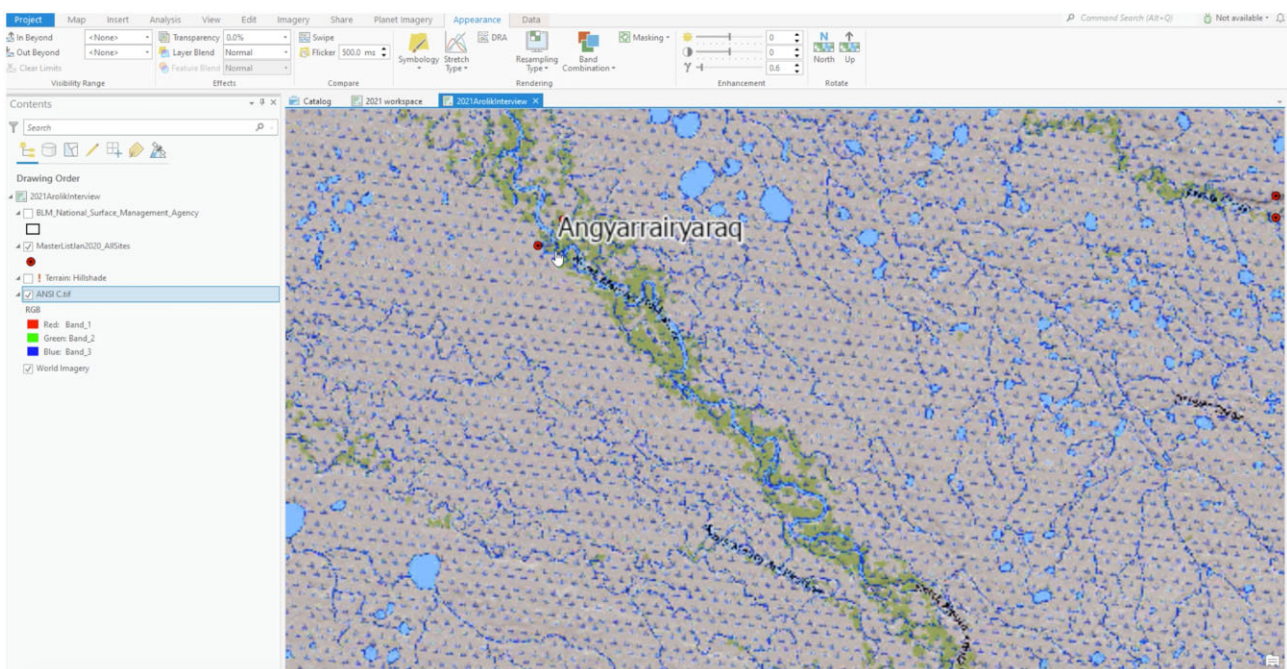 Project Map Insert Analysis View Edit Imagery Share Planet Imagery Appearance Data Command Search (Alt+Q) Not available
In Beyond <None> Transparency 0.0% Swipe DRA Masking 0
Out Beyond <None> Layer Blend Normal Flicker 500.0 ms Symbology Stretch Type Resampling Type Band Combination 0 North Up
Clear Limits Feature Blend Normal 0.6
Visibility Range Effects Compare Rendering Enhancement Rotate
Contents Catalog 2021 workspace 2021ArolikInterview
Search
Drawing Order
2021ArolikInterview
BLM_National_Surface_Management_Agency
MasterListJan2020_AllSites
Terrain: Hillshade
ANSI C.tif
RGB
Red: Band_1
Green: Band_2
Blue: Band_3
World Imagery
Angyarrairyaraq